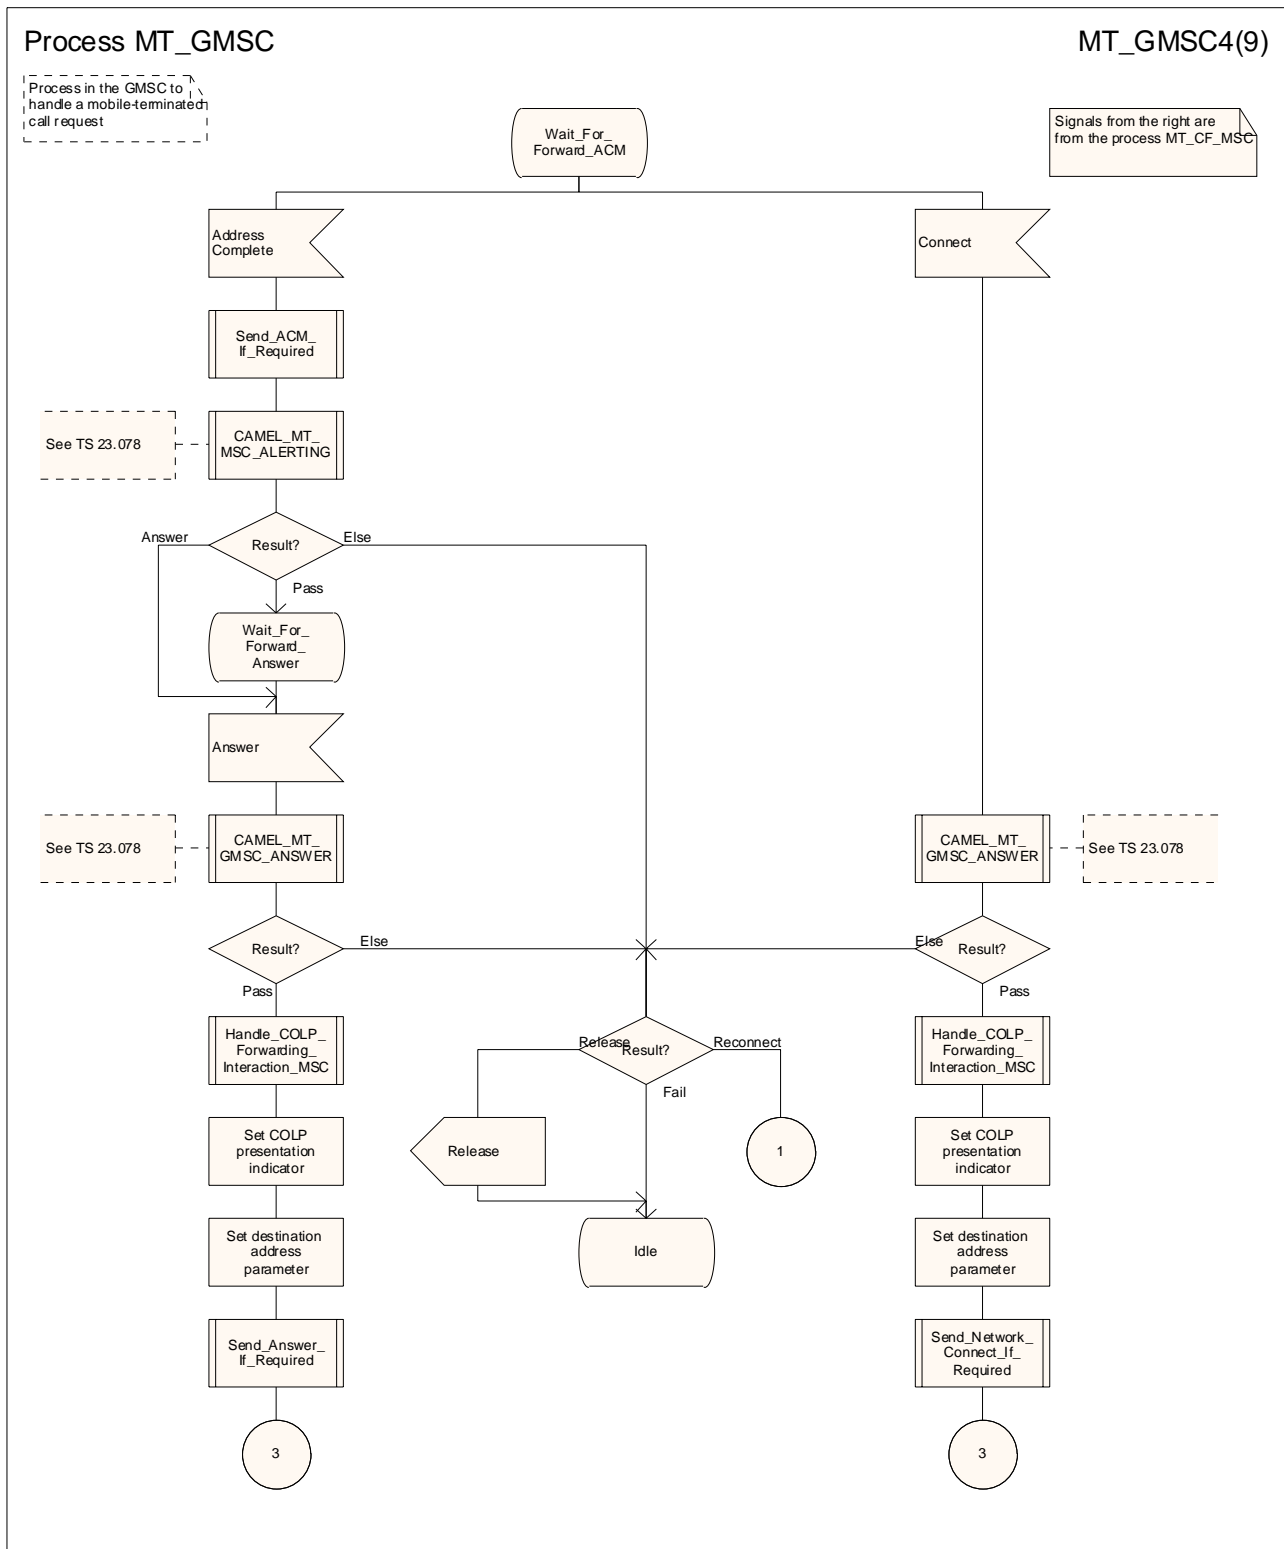 Process MT_GMSC
MT_GMSC4(9)
Process in the GMSC to
handle a mobile-terminated
call request
Signals from the right are
from the process MT_CF_MSC
Wait_For_
Forward_ACM
Address
Complete
Connect
Send_ACM_
If_Required
See TS 23.078
CAMEL_MT_
MSC_ALERTING
Answer
Result?
Else
Pass
Wait_For_
Forward_
Answer
Answer
See TS 23.078
CAMEL_MT_
GMSC_ANSWER
CAMEL_MT_
GMSC_ANSWER
See TS 23.078
Result?
Else
Else
Result?
Pass
Pass
Handle_COLP_
Forwarding_
Interaction_MSC
Release
Result?
Reconnect
Fail
Handle_COLP_
Forwarding_
Interaction_MSC
Set COLP
presentation
indicator
Release
1
Set COLP
presentation
indicator
Set destination
address
parameter
Idle
Set destination
address
parameter
Send_Answer_
If_Required
Send_Network_
Connect_If_
Required
3
3